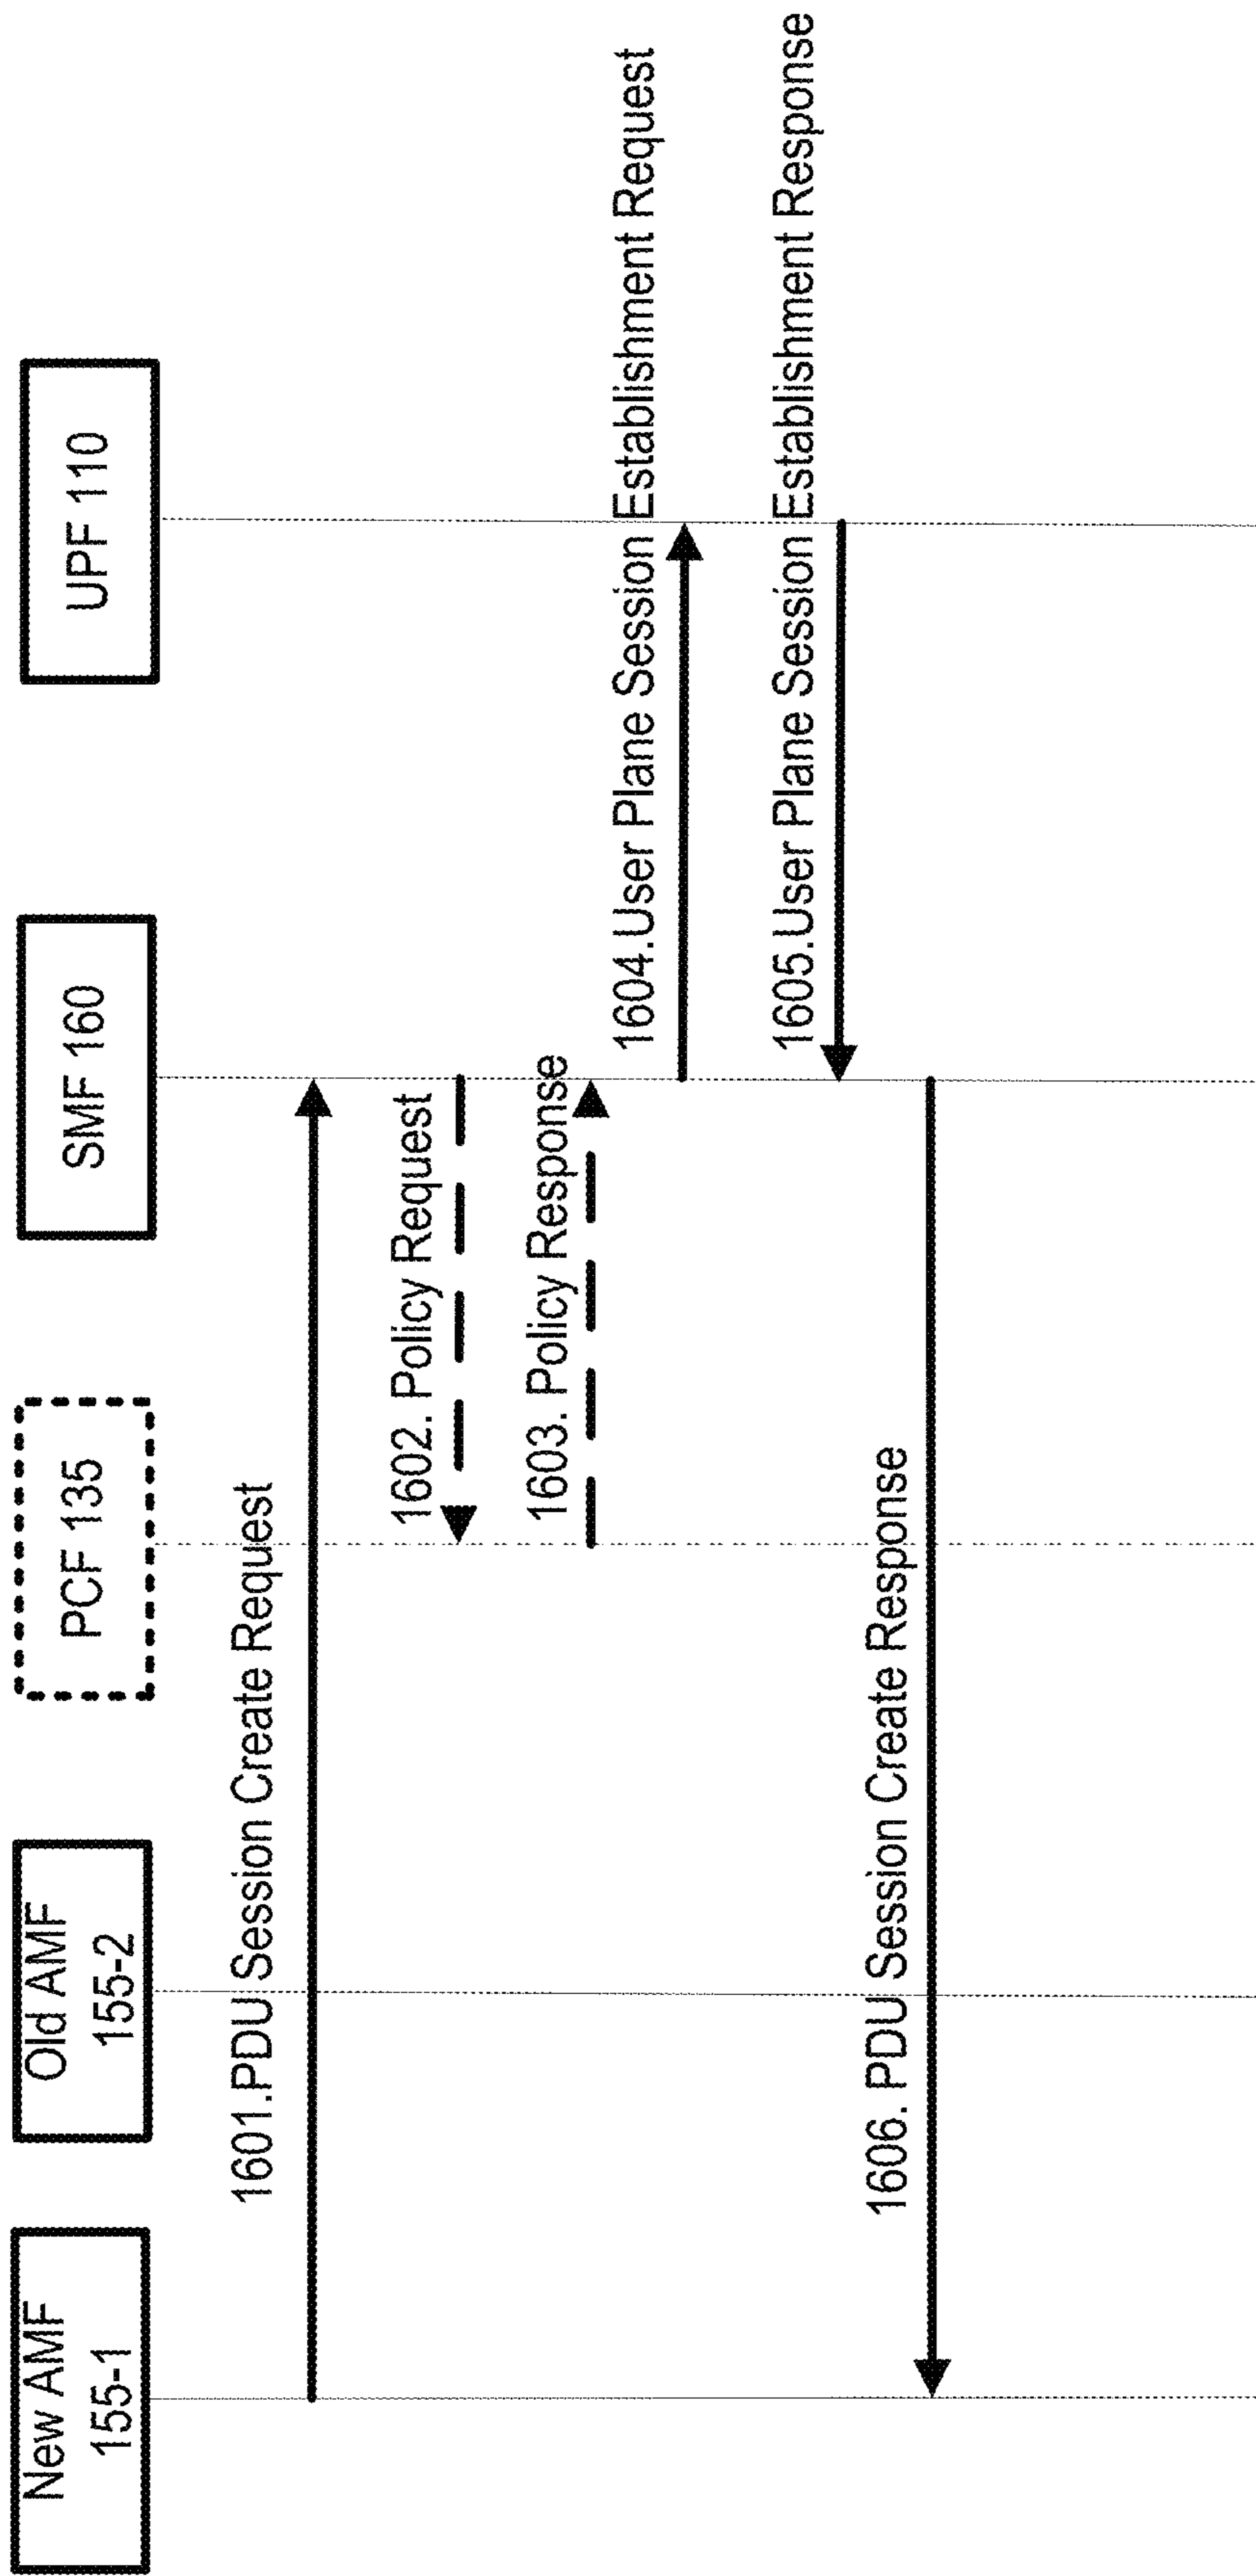 New AMF
155-1
Old AMF
155-2
PCF 135
SMF 160
UPF 110
1601.PDU Session Create Request
1602. Policy Request
1603. Policy Response
1604.User Plane Session Establishment Request
1605.User Plane Session Establishment Response
1606. PDU Session Create Response